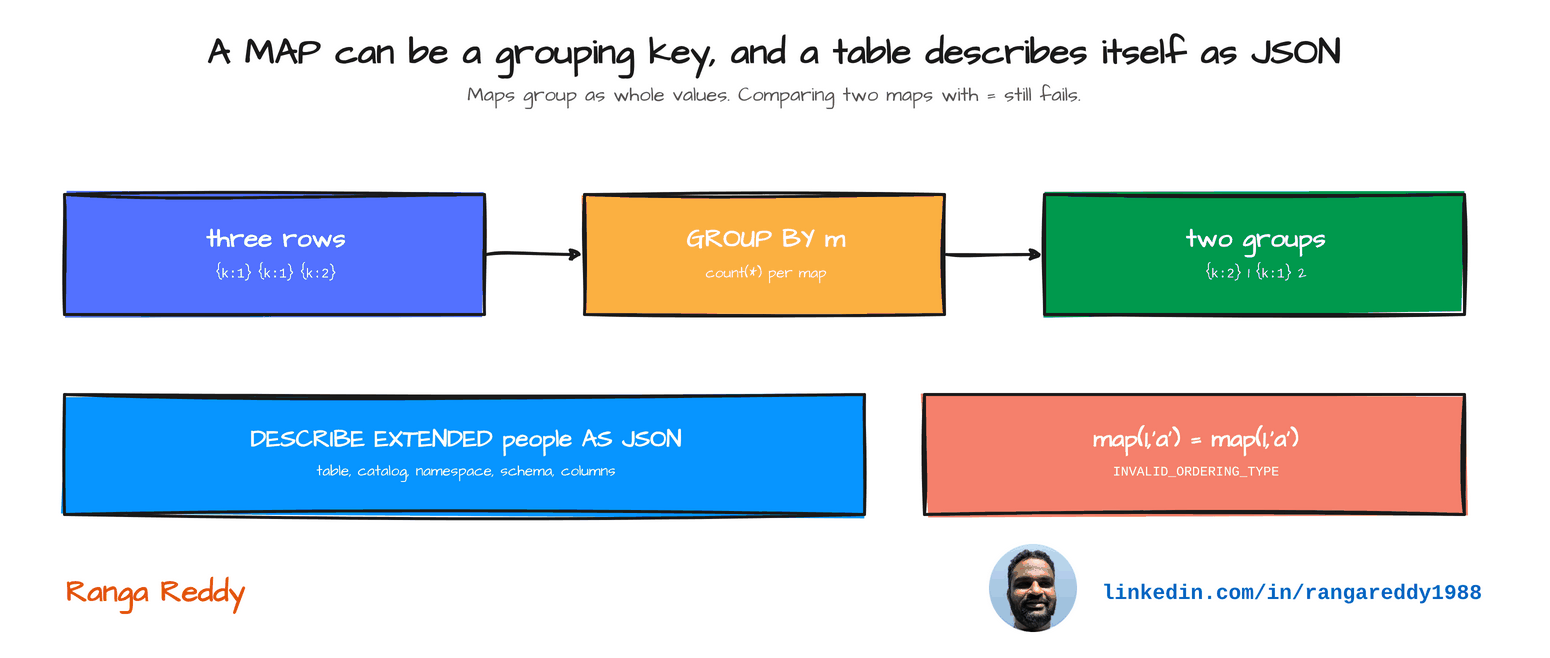 A MAP can be a grouping key, and a table describes itself as JSON
Maps group as whole values. Comparing two maps with = still fails.
three rows
{k:1} {k:1} {k:2}
GROUP BY m
count(*) per map
two groups
{k:2} 1 {k:1} 2
DESCRIBE EXTENDED people AS JSON
table, catalog, namespace, schema, columns
map(1,'a') = map(1,'a')
INVALID_ORDERING_TYPE
Ranga Reddy
linkedin.com/in/rangareddy1988